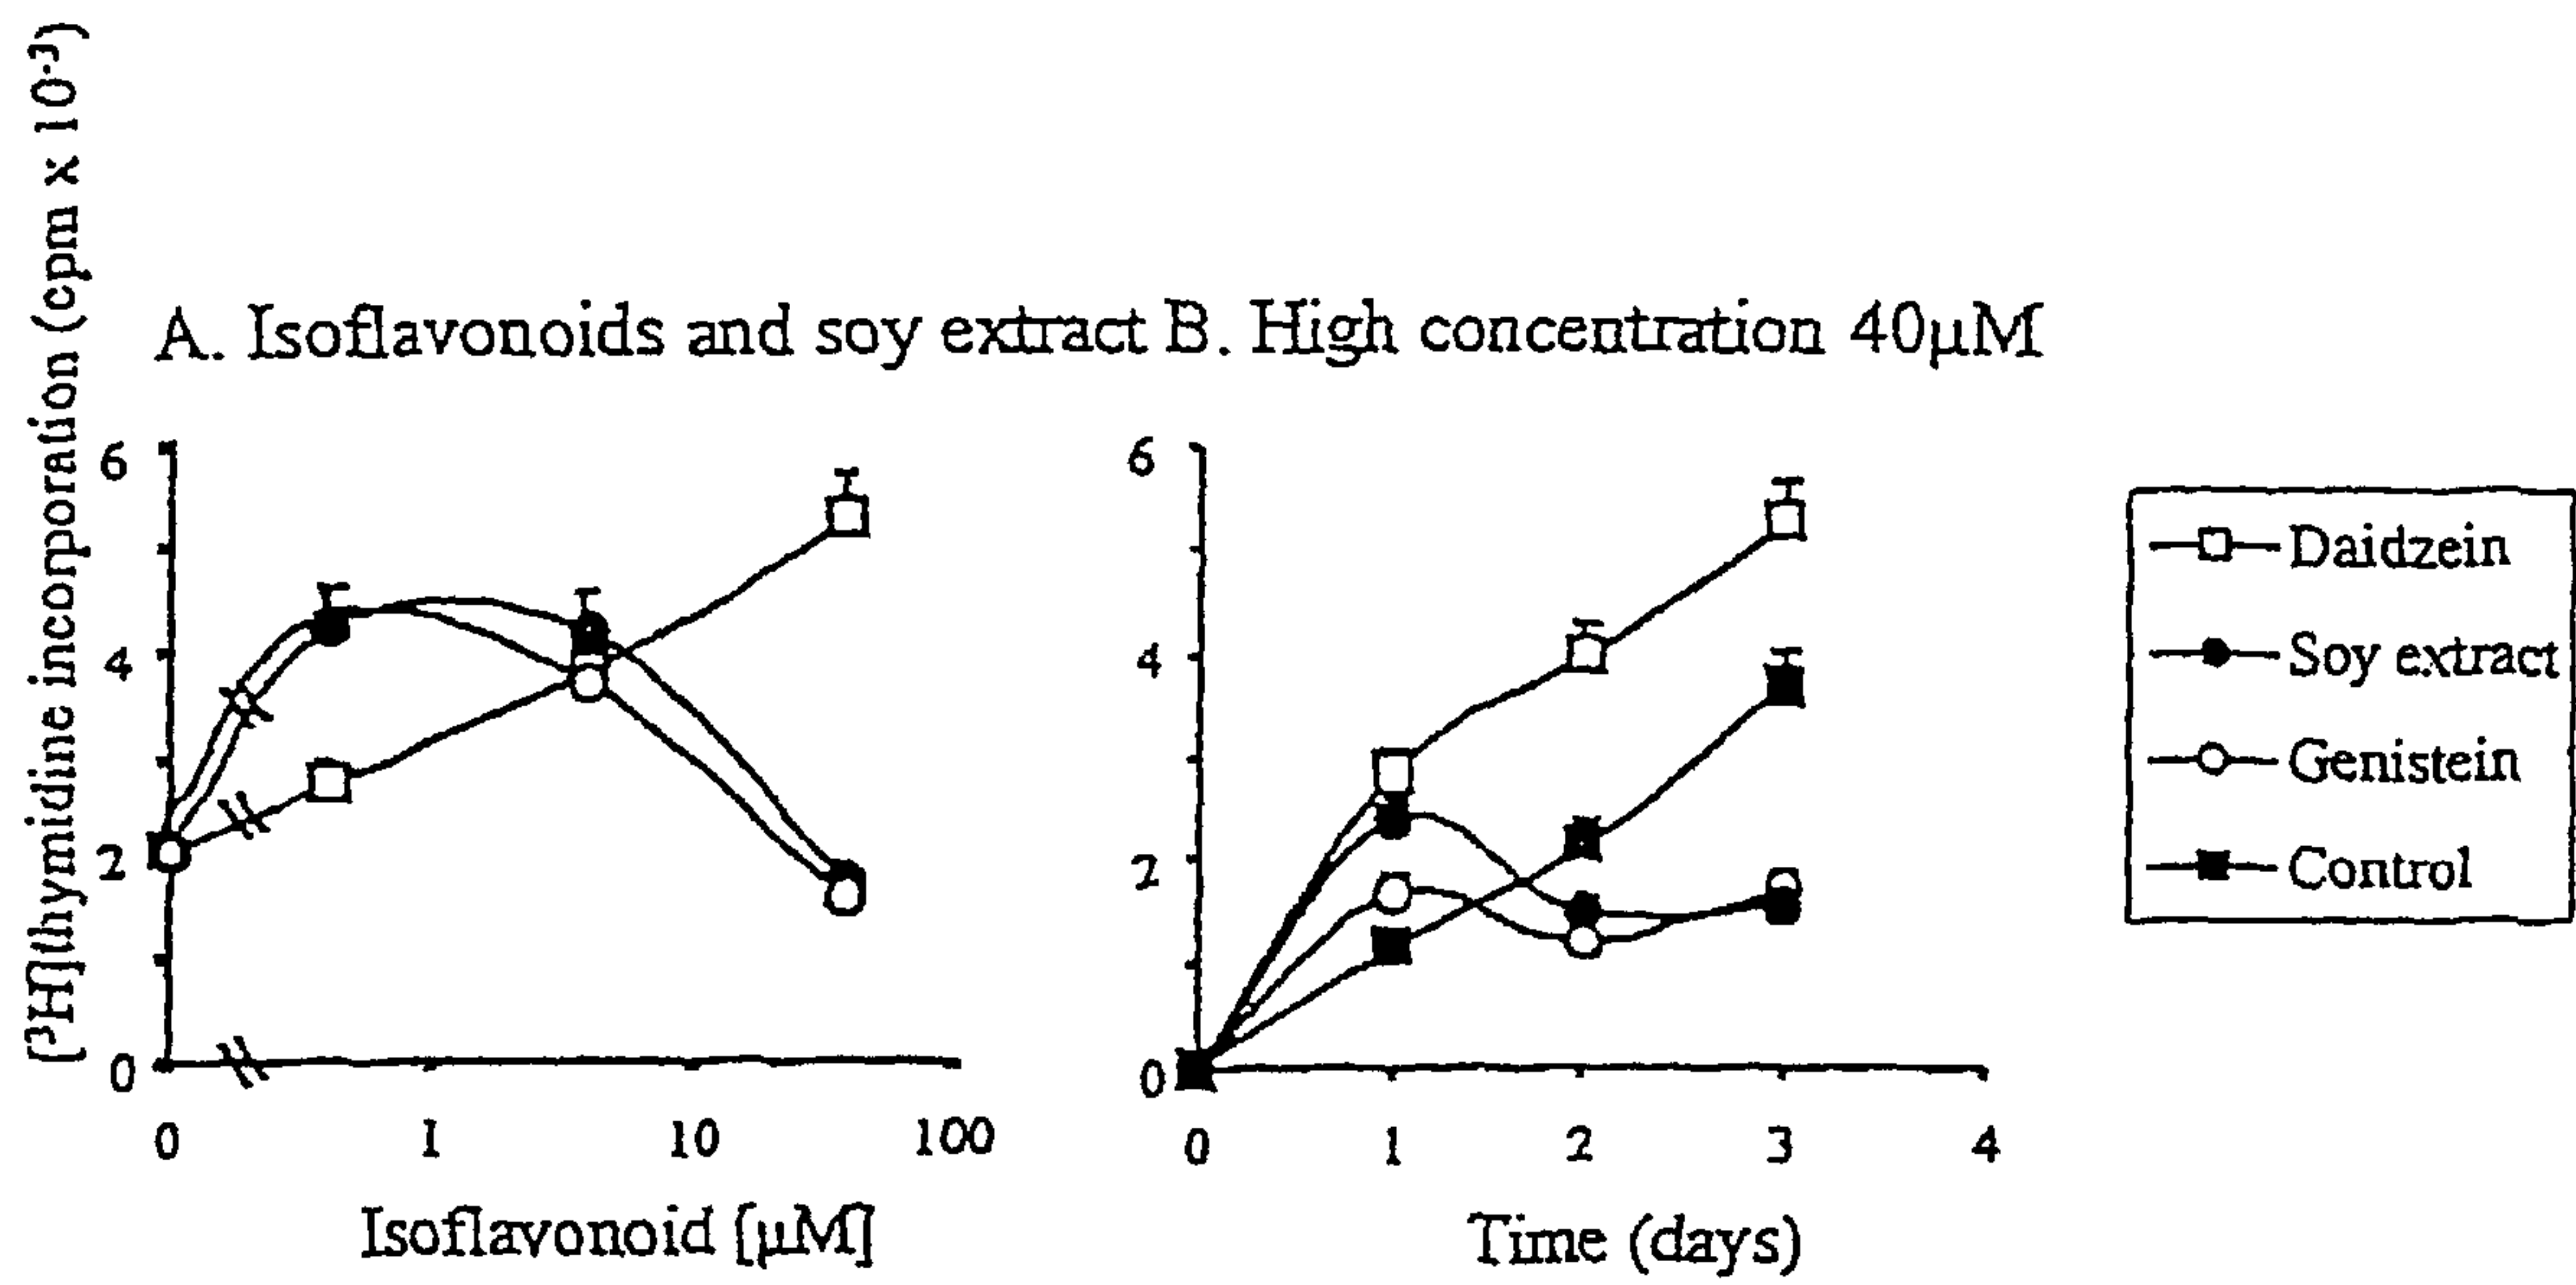 [³H]thymidine incorporation (cpm x 10⁻³)
A. Isoflavonoids and soy extract B. High concentration 40µM
6
4
2
0
0 1 10 100
Isoflavonoid [µM]
6
4
2
0
0 1 2 3 4
Time (days)
Daidzein
Soy extract
Genistein
Control